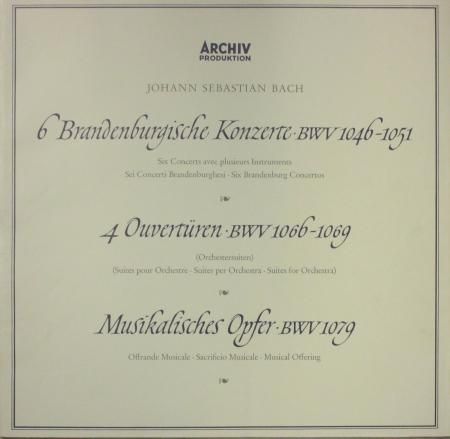 ARCHIV
PRODUKTION
JOHANN SEBASTIAN BACH
6 Brandenburgische Konzerte · BWV 1046-1051
Six Concerts avec plusieurs Instruments
Sei Concerti Brandenburghesi · Six Brandenburg Concertos
4 Ouvertüren · BWV 1066-1069
(Orchestersuiten)
(Suites pour Orchestre · Suites per Orchestra · Suites for Orchestra)
Musikalisches Opfer · BWV 1079
Offrande Musicale · Sacrificio Musicale · Musical Offering